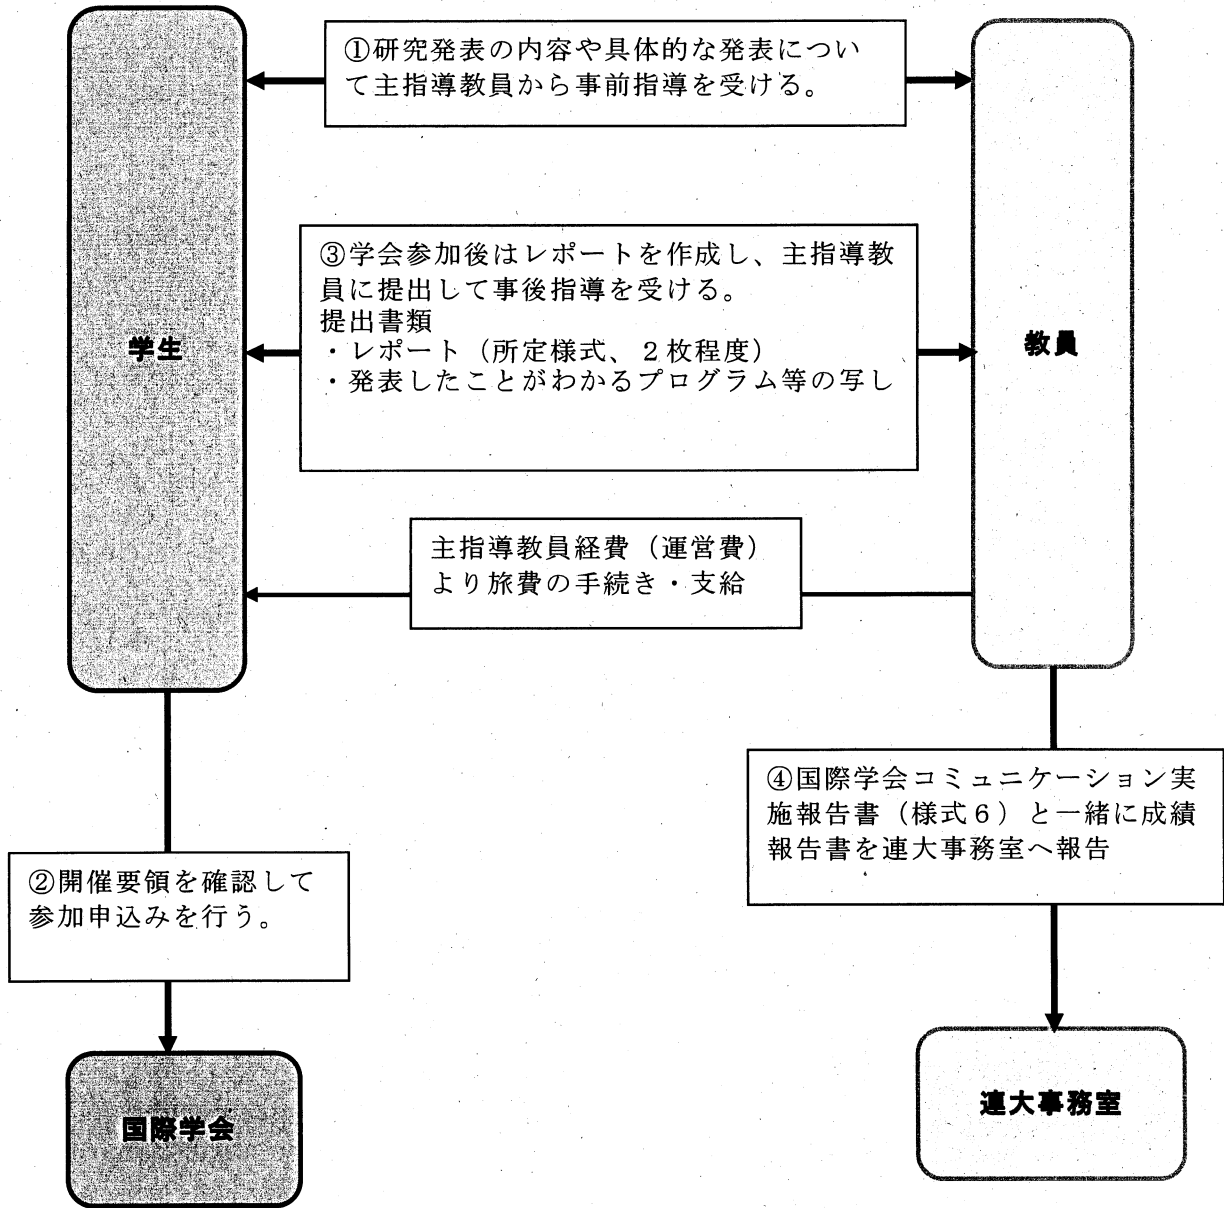 ①研究発表の内容や具体的な発表につい
て主指導教員から事前指導を受ける。
③学会参加後はレポートを作成し、主指導教
員に提出して事後指導を受ける。
提出書類
・レポート（所定様式、２枚程度）
・発表したことがわかるプログラム等の写し
学生
教員
主指導教員経費（運営費）
より旅費の手続き・支給
④国際学会コミュニケーション実
施報告書（様式６）と一緒に成績
報告書を連大事務室へ報告
②開催要領を確認して
参加申込みを行う。
国際学会
連大事務室